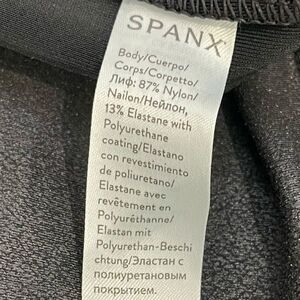 SPANX
Body/Cuerpo/
Corps/Corpetto/
Лиф: 87% Nylon/
Nailon/Нейлон,
13% Elastane with
Polyurethane
coating/Elastano
con revestimiento
de poliuretano/
Elastane avec
revêtement en
Polyuréthanne/
Elastan mit
Polyurethan-Beschi
chtung/Эластан с
полиуретановым
покрытием.